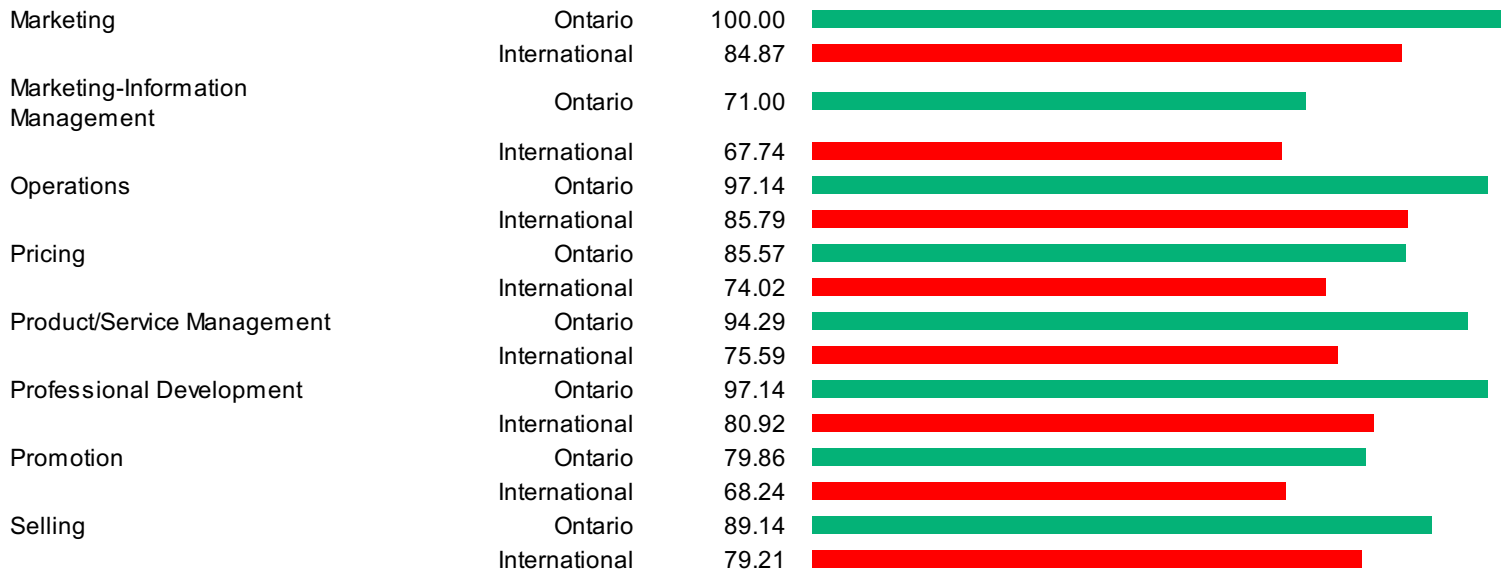 Marketing Ontario 100.00
International 84.87
Marketing-Information
Management Ontario 71.00
International 67.74
Operations Ontario 97.14
International 85.79
Pricing Ontario 85.57
International 74.02
Product/Service Management Ontario 94.29
International 75.59
Professional Development Ontario 97.14
International 80.92
Promotion Ontario 79.86
International 68.24
Selling Ontario 89.14
International 79.21